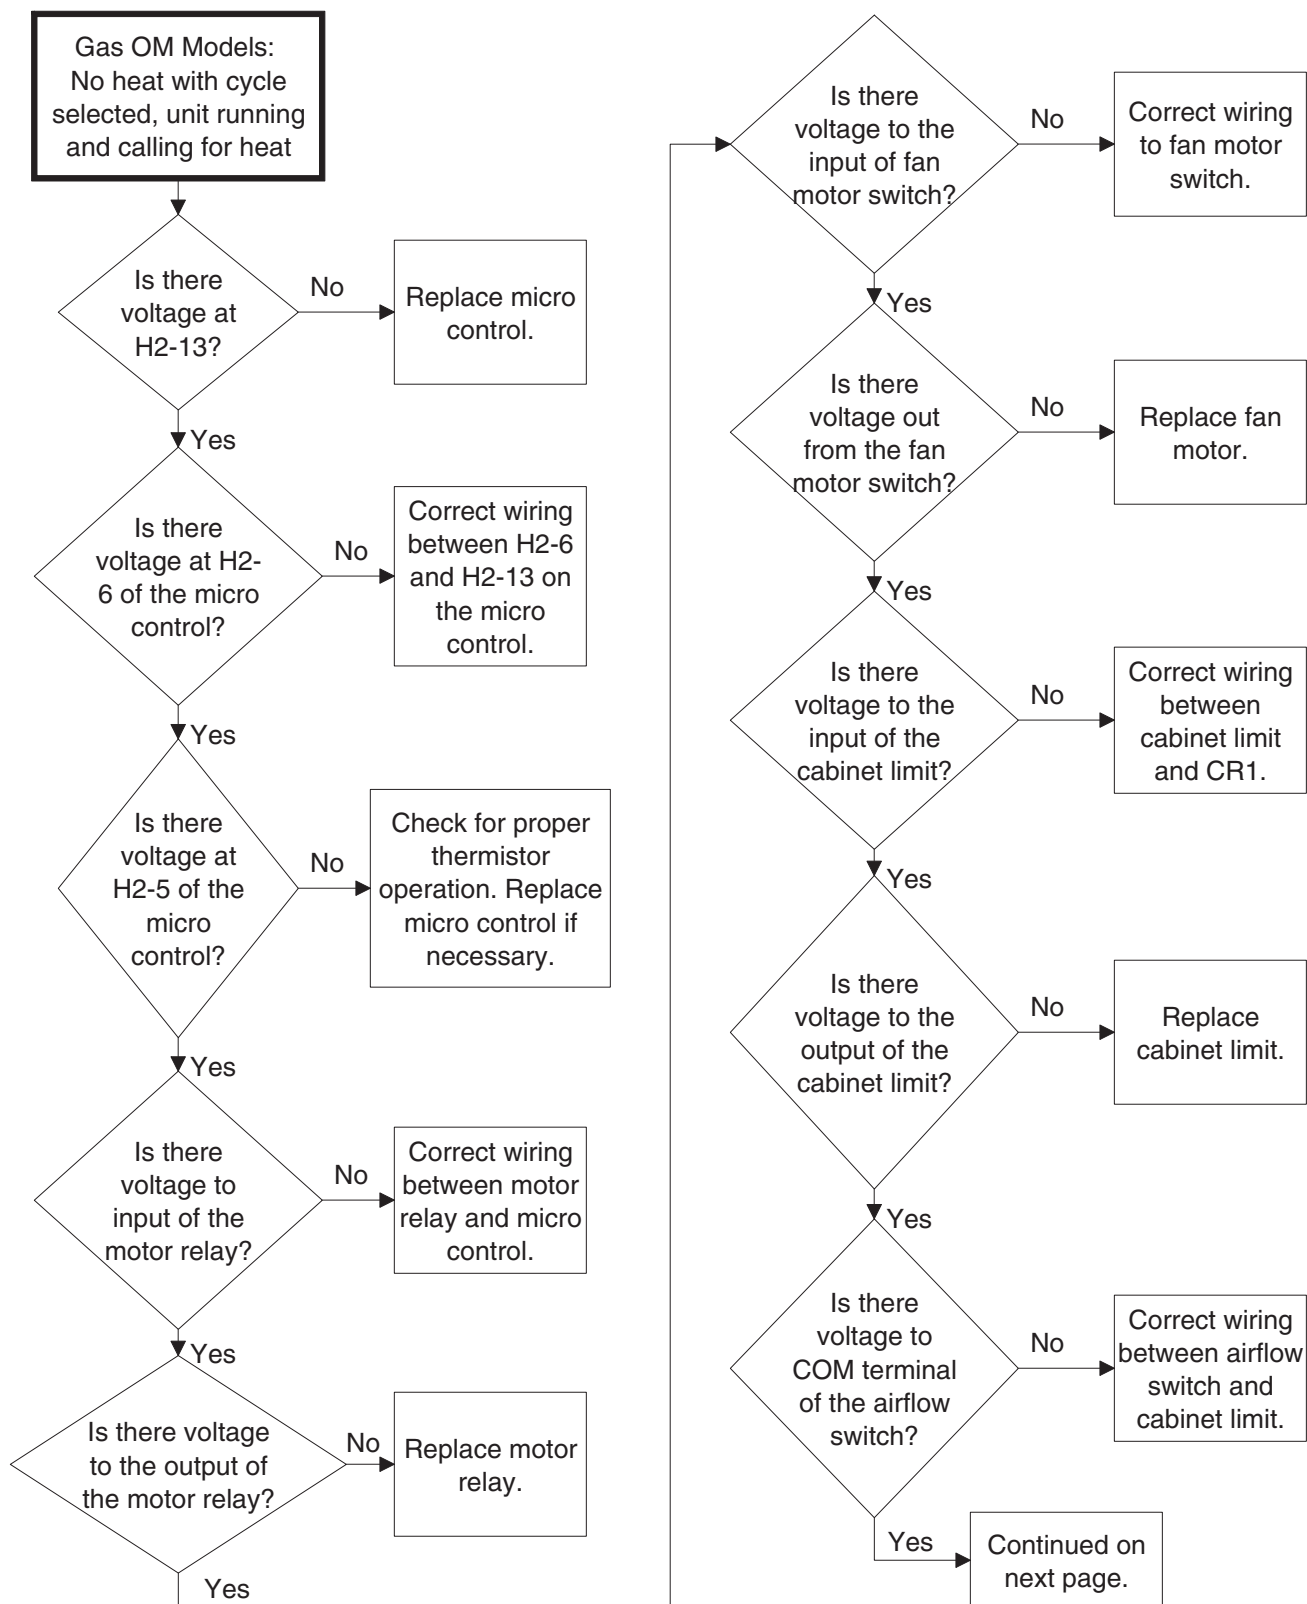 Gas OM Models:
No heat with cycle
selected, unit running
and calling for heat
Is there
voltage at
H2-13?
No
Replace micro
control.
Yes
Is there
voltage at H2-
6 of the micro
control?
No
Correct wiring
between H2-6
and H2-13 on
the micro
control.
Yes
Is there
voltage at
H2-5 of the
micro
control?
No
Check for proper
thermistor
operation. Replace
micro control if
necessary.
Yes
Is there
voltage to
input of the
motor relay?
No
Correct wiring
between motor
relay and micro
control.
Yes
Is there voltage
to the output of
the motor relay?
No
Replace motor
relay.
Yes
Is there
voltage to the
input of fan
motor switch?
No
Correct wiring
to fan motor
switch.
Yes
Is there
voltage out
from the fan
motor switch?
No
Replace fan
motor.
Yes
Is there
voltage to the
input of the
cabinet limit?
No
Correct wiring
between
cabinet limit
and CR1.
Yes
Is there
voltage to the
output of the
cabinet limit?
No
Replace
cabinet limit.
Yes
Is there
voltage to
COM terminal
of the airflow
switch?
No
Correct wiring
between airflow
switch and
cabinet limit.
Yes
Continued on
next page.